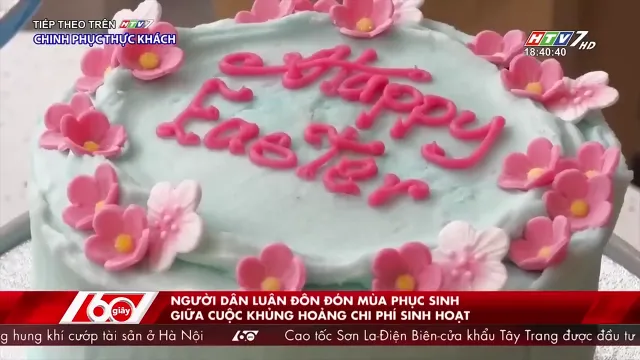 TIẾP THEO TRÊN HTV7
CHINH PHỤC THỰC KHÁCH
HTV7 HD
18:40:40
Happy
Easter
60 giây
NGƯỜI DÂN LUÂN ĐÔN ĐÓN MÙA PHỤC SINH
GIỮA CUỘC KHỦNG HOẢNG CHI PHÍ SINH HOẠT
g hung khí cướp tài sản ở Hà Nội HTV Cao tốc Sơn La-Điện Biên-cửa khẩu Tây Trang được đầu tư